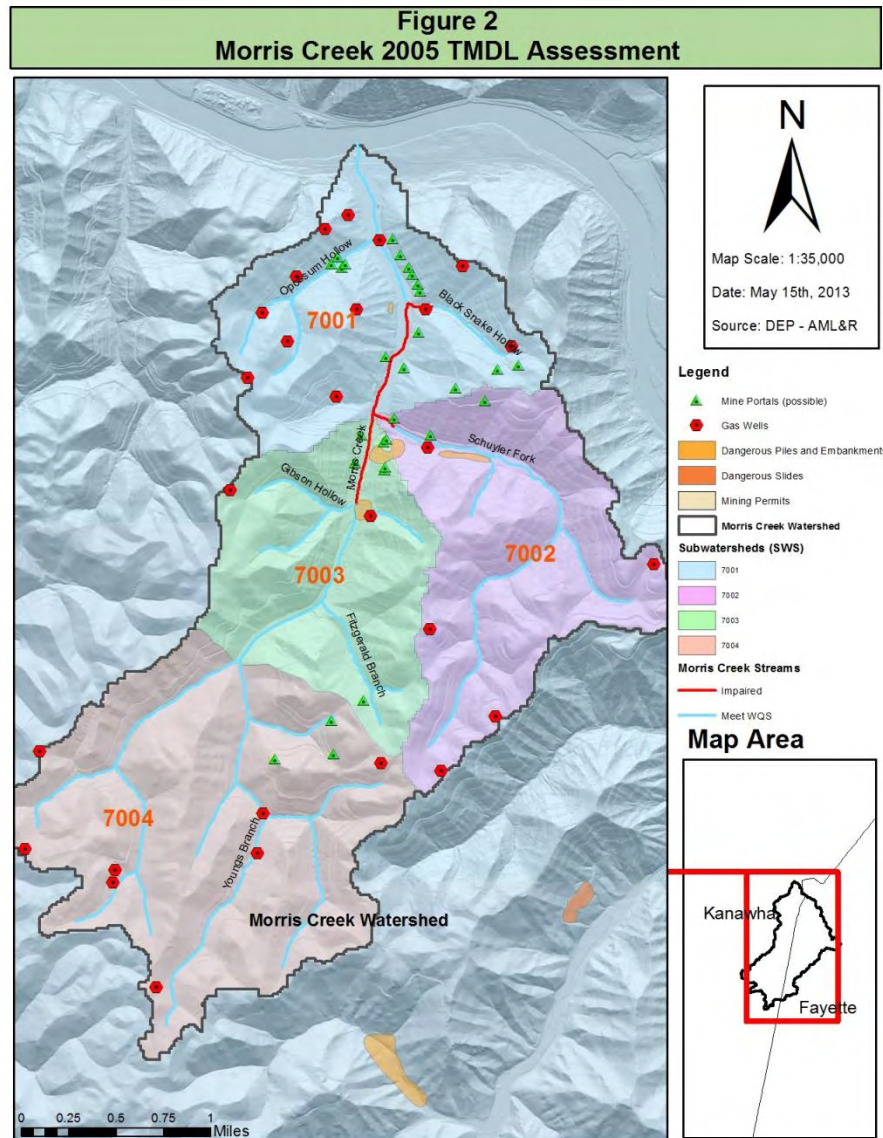 Figure 2
Morris Creek 2005 TMDL Assessment
N
Map Scale: 1:35,000
Date: May 15th, 2013
Source: DEP - AML&R
Legend
Mine Portals (possible)
Gas Wells
Dangerous Piles and Embankments
Dangerous Slides
Mining Permits
Morris Creek Watershed
Subwatersheds (SWS)
7001
7002
7003
7004
Morris Creek Streams
Impaired
Meet WQS
Map Area
Kanawha
Fayette
Opossum Hollow
Black Snake Hollow
7001
Morris Creek
Schuyler Fork
Gibson Hollow
7002
7003
Fitzgerald Branch
7004
Youngs Branch
Morris Creek Watershed
0 0.25 0.5 0.75 1
Miles